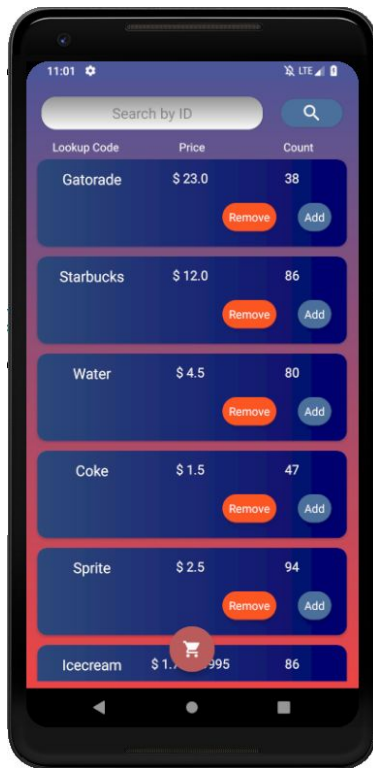 11:01 LTE
Search by ID
Lookup Code Price Count
Gatorade $ 23.0 38
Remove Add
Starbucks $ 12.0 86
Remove Add
Water $ 4.5 80
Remove Add
Coke $ 1.5 47
Remove Add
Sprite $ 2.5 94
Remove Add
Icecream $ 1. 995 86